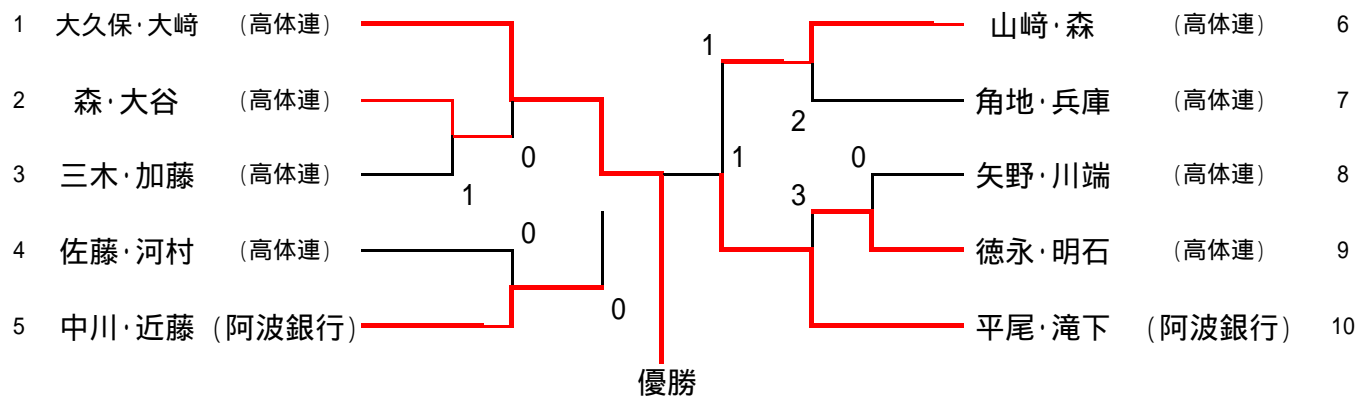 1 大久保・大﨑 (高体連)
2 森・大谷 (高体連)
3 三木・加藤 (高体連)
4 佐藤・河村 (高体連)
5 中川・近藤 (阿波銀行)
0
1
0
0
優勝
1
2
1
0
3
山﨑・森 (高体連) 6
角地・兵庫 (高体連) 7
矢野・川端 (高体連) 8
徳永・明石 (高体連) 9
平尾・滝下 (阿波銀行) 10